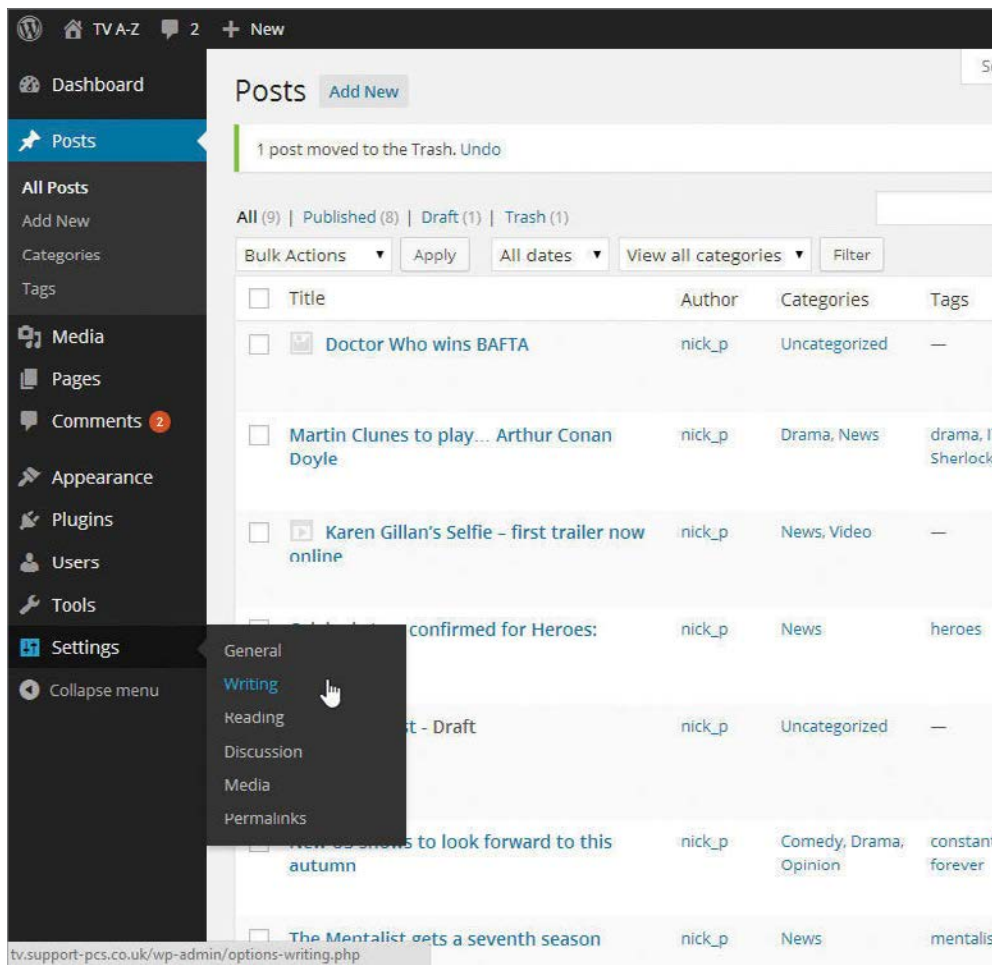 TV A-Z 2 + New
Dashboard
Posts
All Posts
Add New
Categories
Tags
Media
Pages
Comments 2
Appearance
Plugins
Users
Tools
Settings
Collapse menu
General
Writing
Reading
Discussion
Media
Permalinks
Posts Add New
1 post moved to the Trash. Undo
All (9) | Published (8) | Draft (1) | Trash (1)
Bulk Actions Apply All dates View all categories Filter
Title Author Categories Tags
Doctor Who wins BAFTA nick_p Uncategorized —
Martin Clunes to play... Arthur Conan nick_p Drama, News drama,
Doyle Sherlock
Karen Gillan's Selfie – first trailer now nick_p News, Video —
online
confirmed for Heroes: nick_p News heroes
- Draft nick_p Uncategorized —
to look forward to this nick_p Comedy, Drama,
autumn Opinion forever
The Mentalist gets a seventh season nick_p News
tv.support-pcs.co.uk/wp-admin/options-writing.php